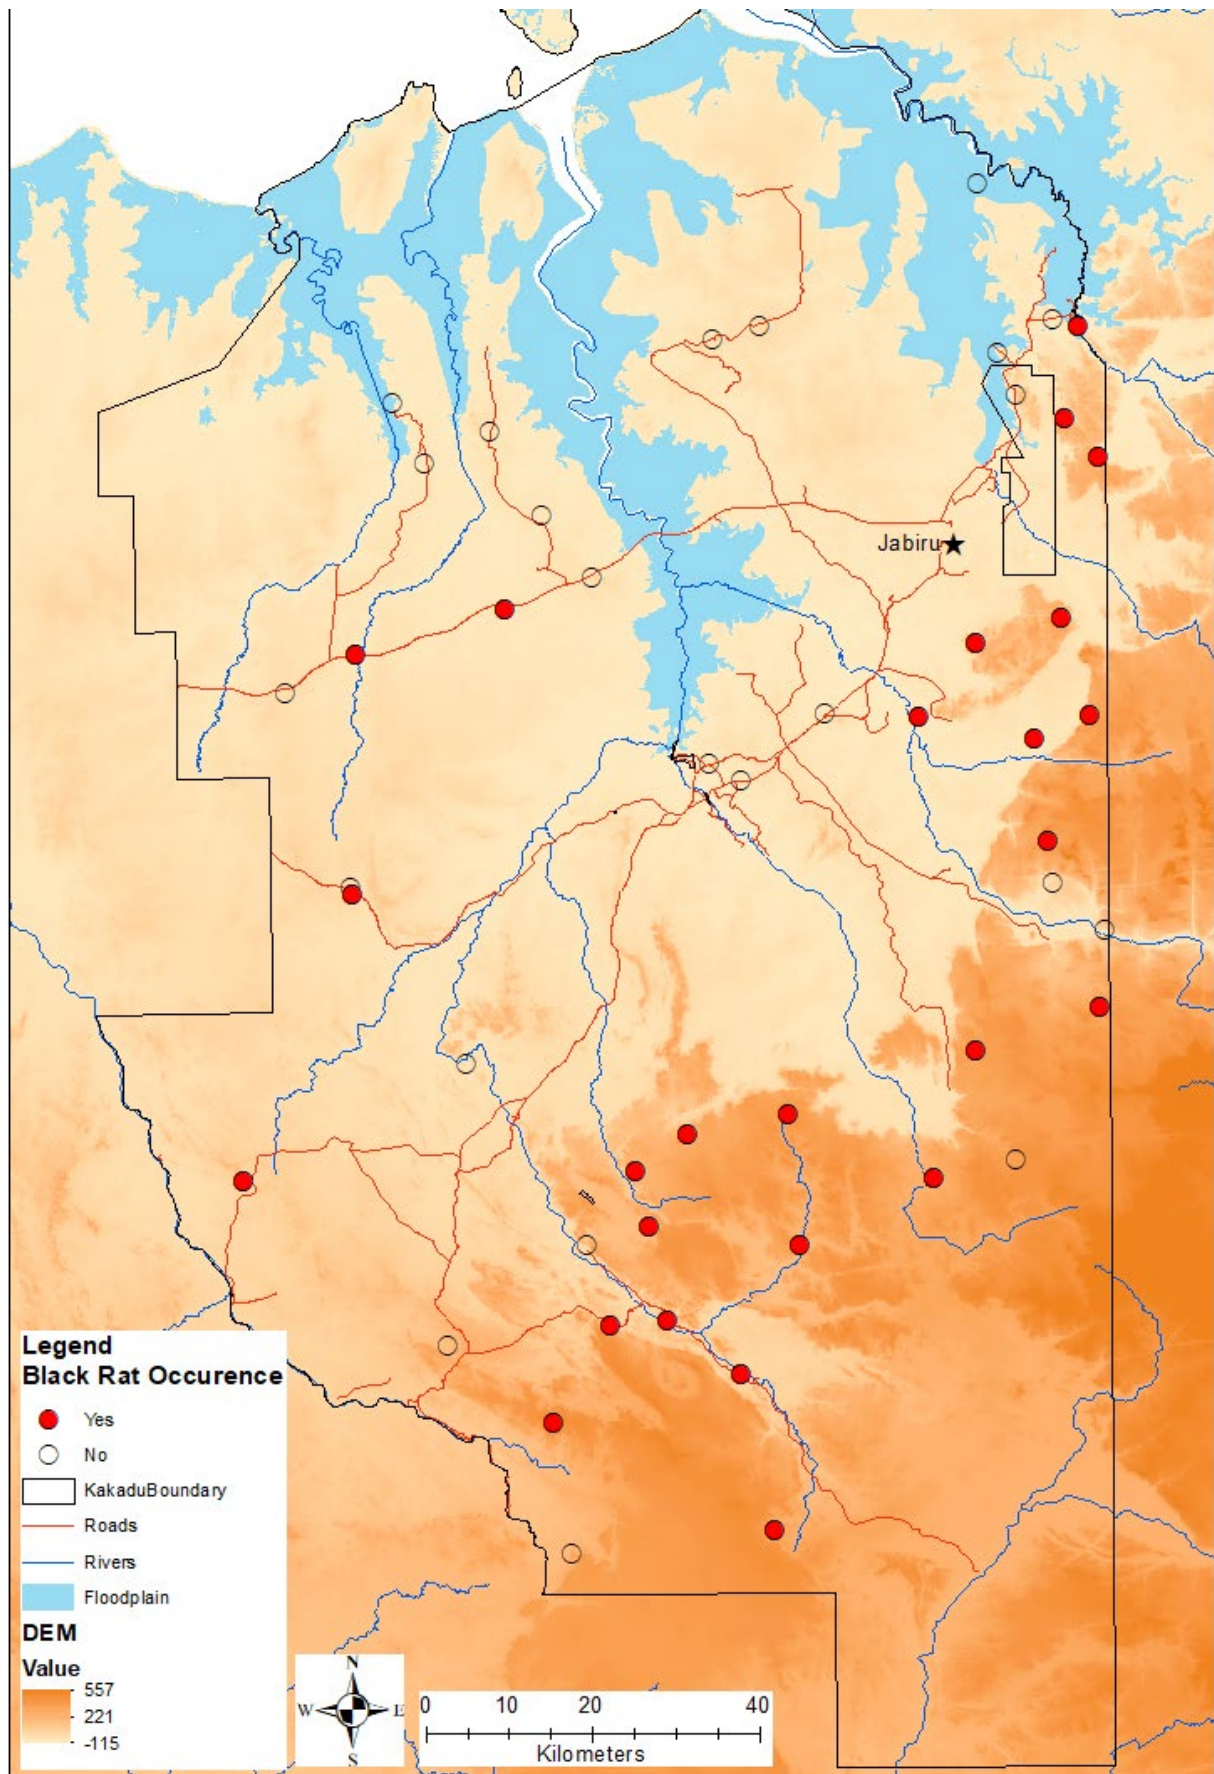 Jabiru
Legend
Black Rat Occurence
Yes
No
KakaduBoundary
Roads
Rivers
Floodplain
DEM
Value
557
221
-115
N
W E
S
0 10 20 40
Kilometers